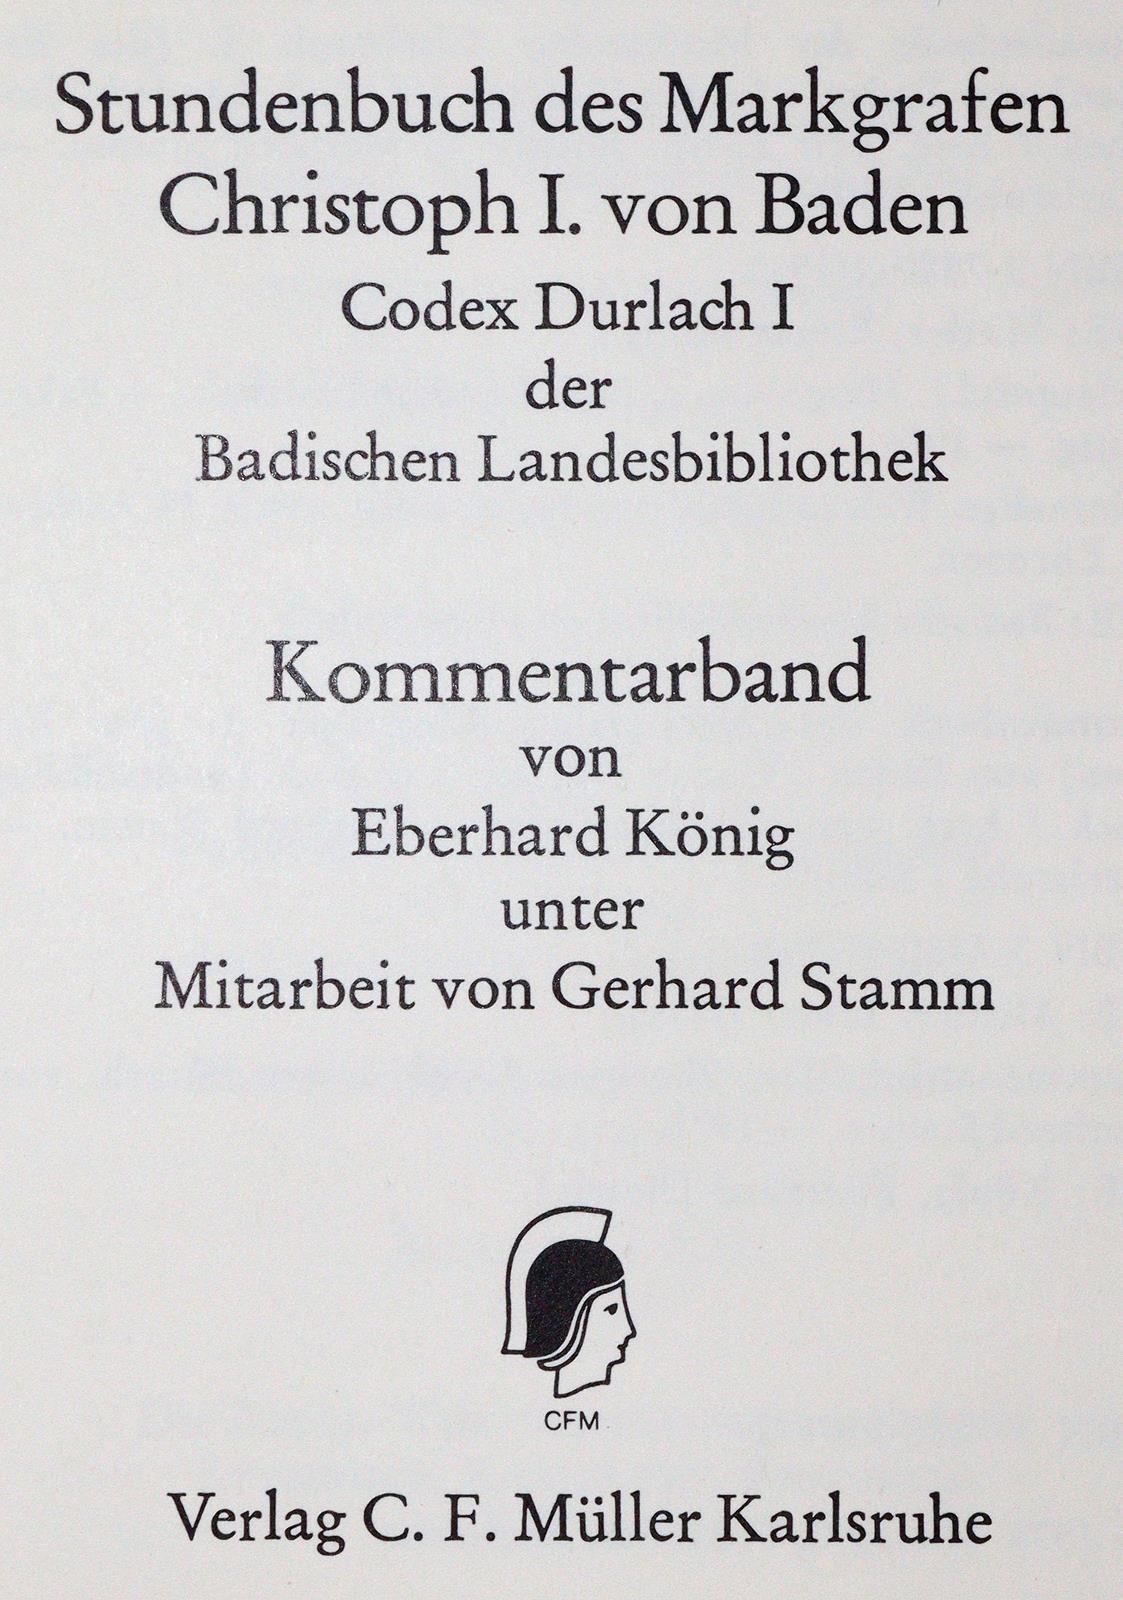 Stundenbuch des Markgrafen
Christoph I. von Baden
Codex Durlach I
der
Badischen Landesbibliothek
Kommentarband
von
Eberhard König
unter
Mitarbeit von Gerhard Stamm
CFM
Verlag C. F. Müller Karlsruhe